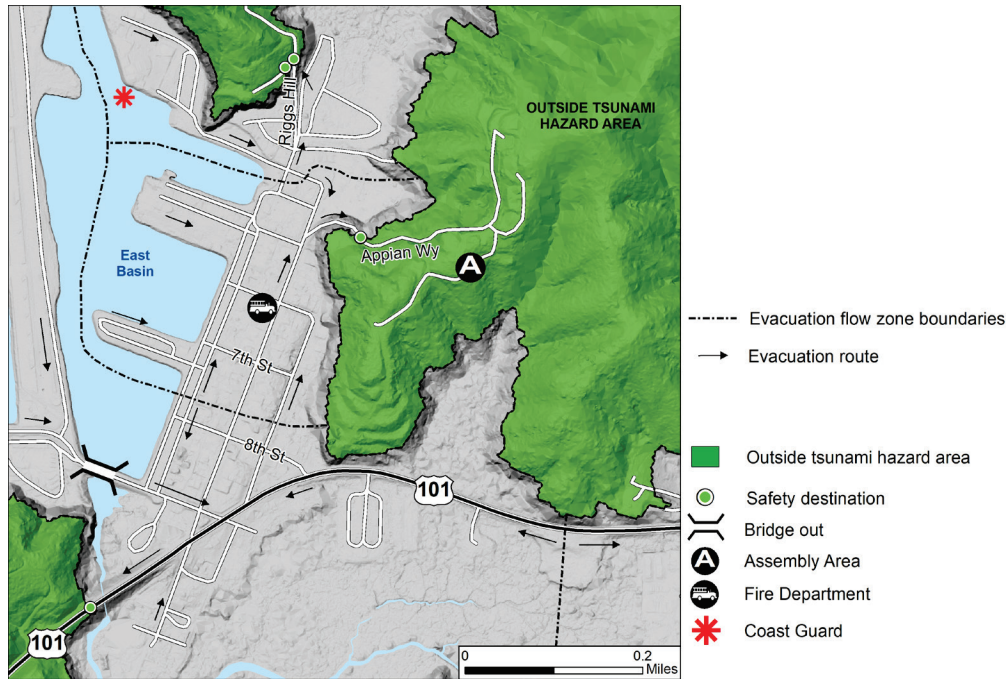 Riggs Hill
OUTSIDE TSUNAMI
HAZARD AREA
East
Basin
Appian Wy
A
7th St
8th St
101
101
0
0.2
Miles
Evacuation flow zone boundaries
Evacuation route
Outside tsunami hazard area
Safety destination
Bridge out
A
Assembly Area
Fire Department
Coast Guard